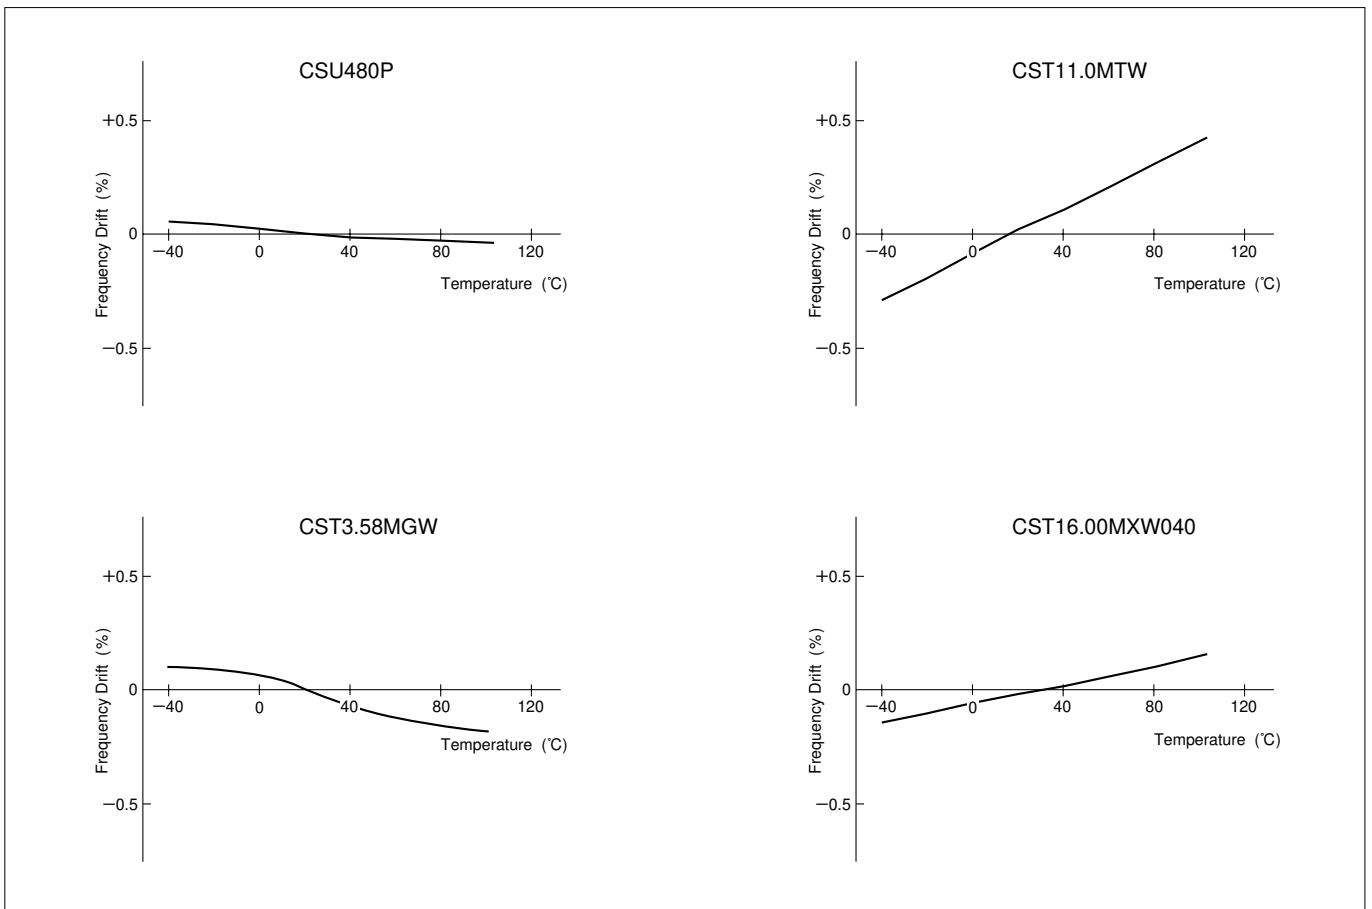 CSU480P
+0.5
0
−0.5
Frequency Drift (%)
−40
0
40
80
120
Temperature (℃)
CST11.0MTW
+0.5
0
−0.5
Frequency Drift (%)
−40
0
40
80
120
Temperature (℃)
CST3.58MGW
+0.5
0
−0.5
Frequency Drift (%)
−40
0
40
80
120
Temperature (℃)
CST16.00MXW040
+0.5
0
−0.5
Frequency Drift (%)
−40
0
40
80
120
Temperature (℃)